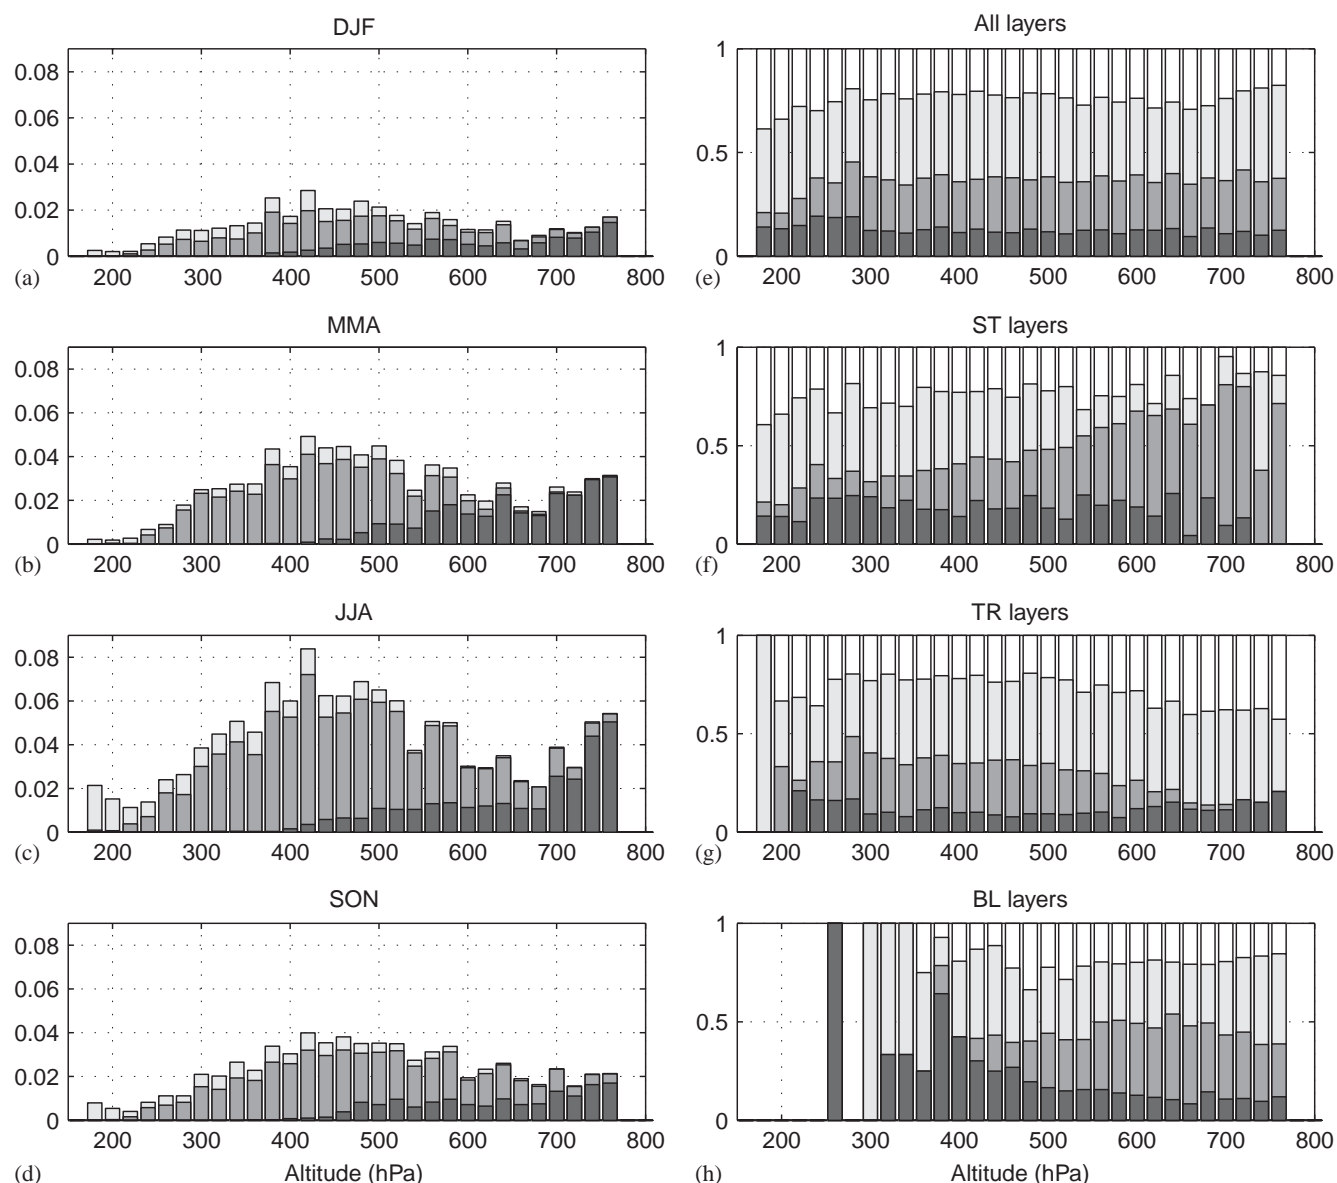 DJF
0.08
0.06
0.04
0.02
0
(a)
200 300 400 500 600 700 800
MMA
0.08
0.06
0.04
0.02
0
(b)
200 300 400 500 600 700 800
JJA
0.08
0.06
0.04
0.02
0
(c)
200 300 400 500 600 700 800
SON
0.08
0.06
0.04
0.02
0
(d)
200 300 400 500 600 700 800
Altitude (hPa)
All layers
1
0.5
0
(e)
200 300 400 500 600 700 800
ST layers
1
0.5
0
(f)
200 300 400 500 600 700 800
TR layers
1
0.5
0
(g)
200 300 400 500 600 700 800
BL layers
1
0.5
0
(h)
200 300 400 500 600 700 800
Altitude (hPa)